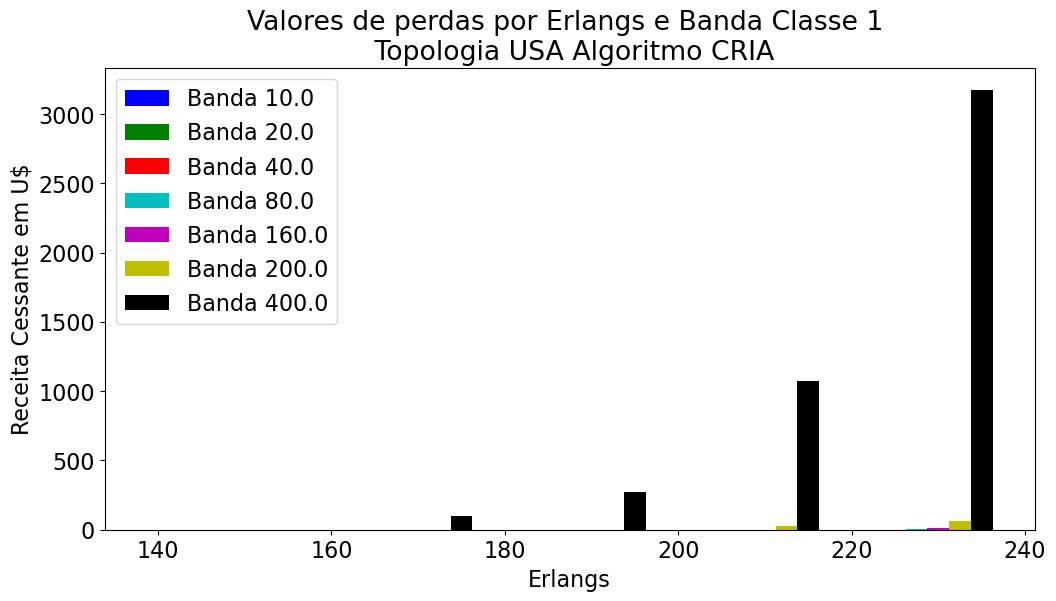 Valores de perdas por Erlangs e Banda Classe 1
Topologia USA Algoritmo CRIA
Receita Cessante em U$
3000
2500
2000
1500
1000
500
0
Banda 10.0
Banda 20.0
Banda 40.0
Banda 80.0
Banda 160.0
Banda 200.0
Banda 400.0
140 160 180 200 220 240
Erlangs